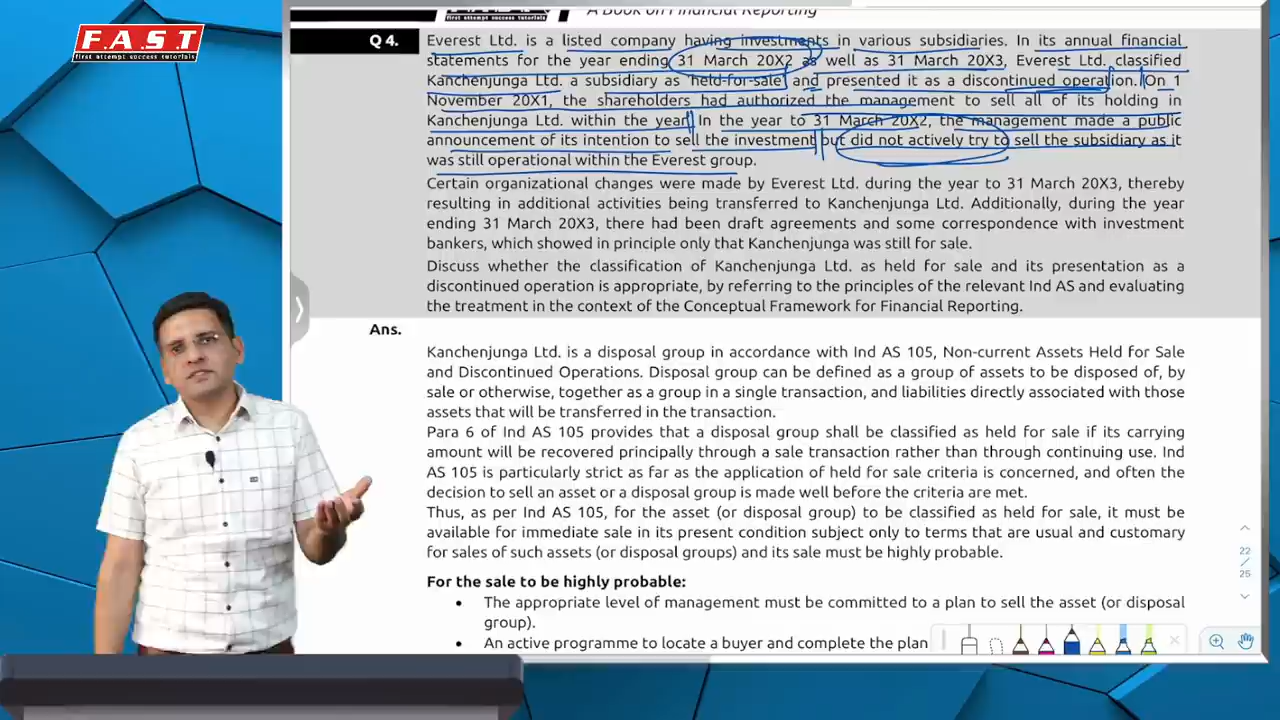 F.A.S.T
first attempt success tutorials
first attempt success tutorials
A Book on Financial Reporting
Q 4.
Everest Ltd. is a listed company having investments in various subsidiaries. In its annual financial
statements for the year ending 31 March 20X2 as well as 31 March 20X3, Everest Ltd. classified
Kanchenjunga Ltd. a subsidiary as held-for-sale and presented it as a discontinued operation. On 1
November 20X1, the shareholders had authorized the management to sell all of its holding in
Kanchenjunga Ltd. within the year. In the year to 31 March 20X2, the management made a public
announcement of its intention to sell the investment but did not actively try to sell the subsidiary as it
was still operational within the Everest group.
Certain organizational changes were made by Everest Ltd. during the year to 31 March 20X3, thereby
resulting in additional activities being transferred to Kanchenjunga Ltd. Additionally, during the year
ending 31 March 20X3, there had been draft agreements and some correspondence with investment
bankers, which showed in principle only that Kanchenjunga was still for sale.
Discuss whether the classification of Kanchenjunga Ltd. as held for sale and its presentation as a
discontinued operation is appropriate, by referring to the principles of the relevant Ind AS and evaluating
the treatment in the context of the Conceptual Framework for Financial Reporting.
Ans.
Kanchenjunga Ltd. is a disposal group in accordance with Ind AS 105, Non-current Assets Held for Sale
and Discontinued Operations. Disposal group can be defined as a group of assets to be disposed of, by
sale or otherwise, together as a group in a single transaction, and liabilities directly associated with those
assets that will be transferred in the transaction.
Para 6 of Ind AS 105 provides that a disposal group shall be classified as held for sale if its carrying
amount will be recovered principally through a sale transaction rather than through continuing use. Ind
AS 105 is particularly strict as far as the application of held for sale criteria is concerned, and often the
decision to sell an asset or a disposal group is made well before the criteria are met.
Thus, as per Ind AS 105, for the asset (or disposal group) to be classified as held for sale, it must be
available for immediate sale in its present condition subject only to terms that are usual and customary
for sales of such assets (or disposal groups) and its sale must be highly probable.
22
/
25
For the sale to be highly probable:
• The appropriate level of management must be committed to a plan to sell the asset (or disposal
group).
• An active programme to locate a buyer and complete the plan